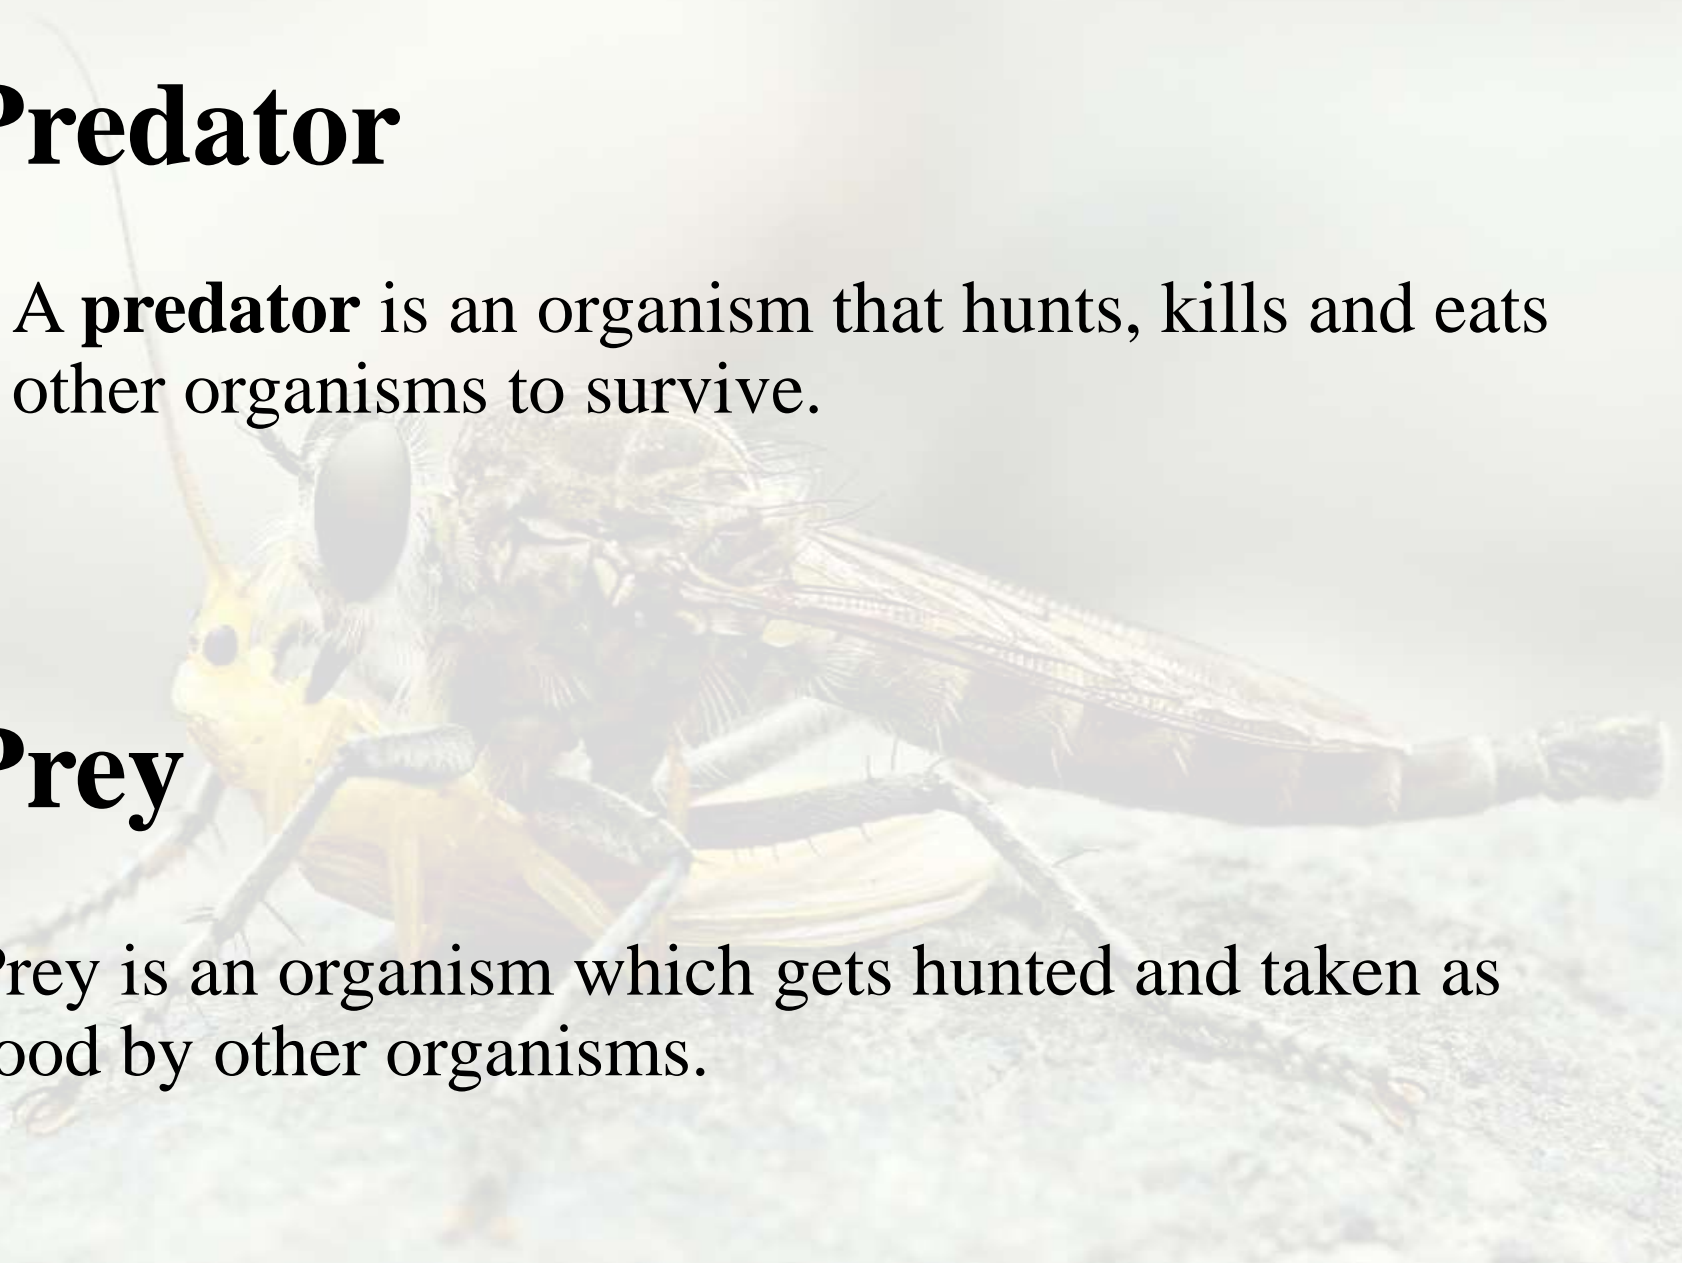 Predator
A predator is an organism that hunts, kills and eats
other organisms to survive.
Prey
Prey is an organism which gets hunted and taken as
ood by other organisms.